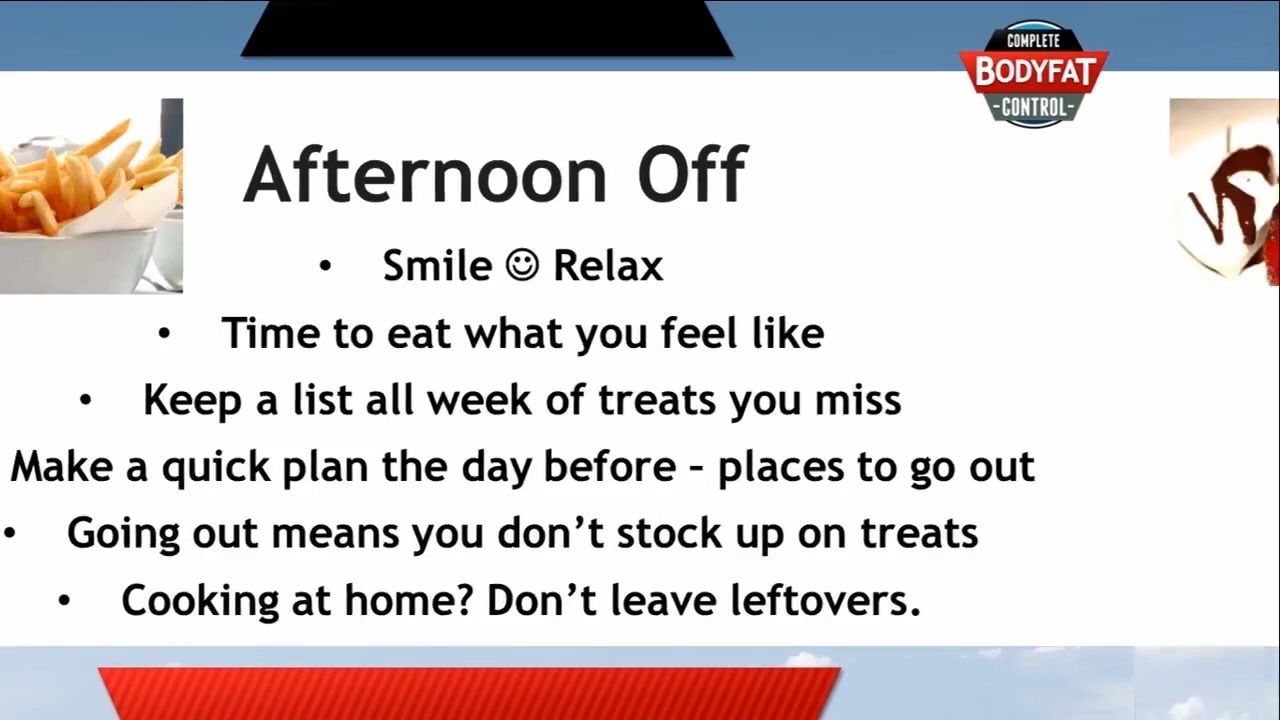 COMPLETE
BODYFAT
-CONTROL-
Afternoon Off
• Smile ☺ Relax
• Time to eat what you feel like
• Keep a list all week of treats you miss
Make a quick plan the day before – places to go out
• Going out means you don’t stock up on treats
• Cooking at home? Don’t leave leftovers.